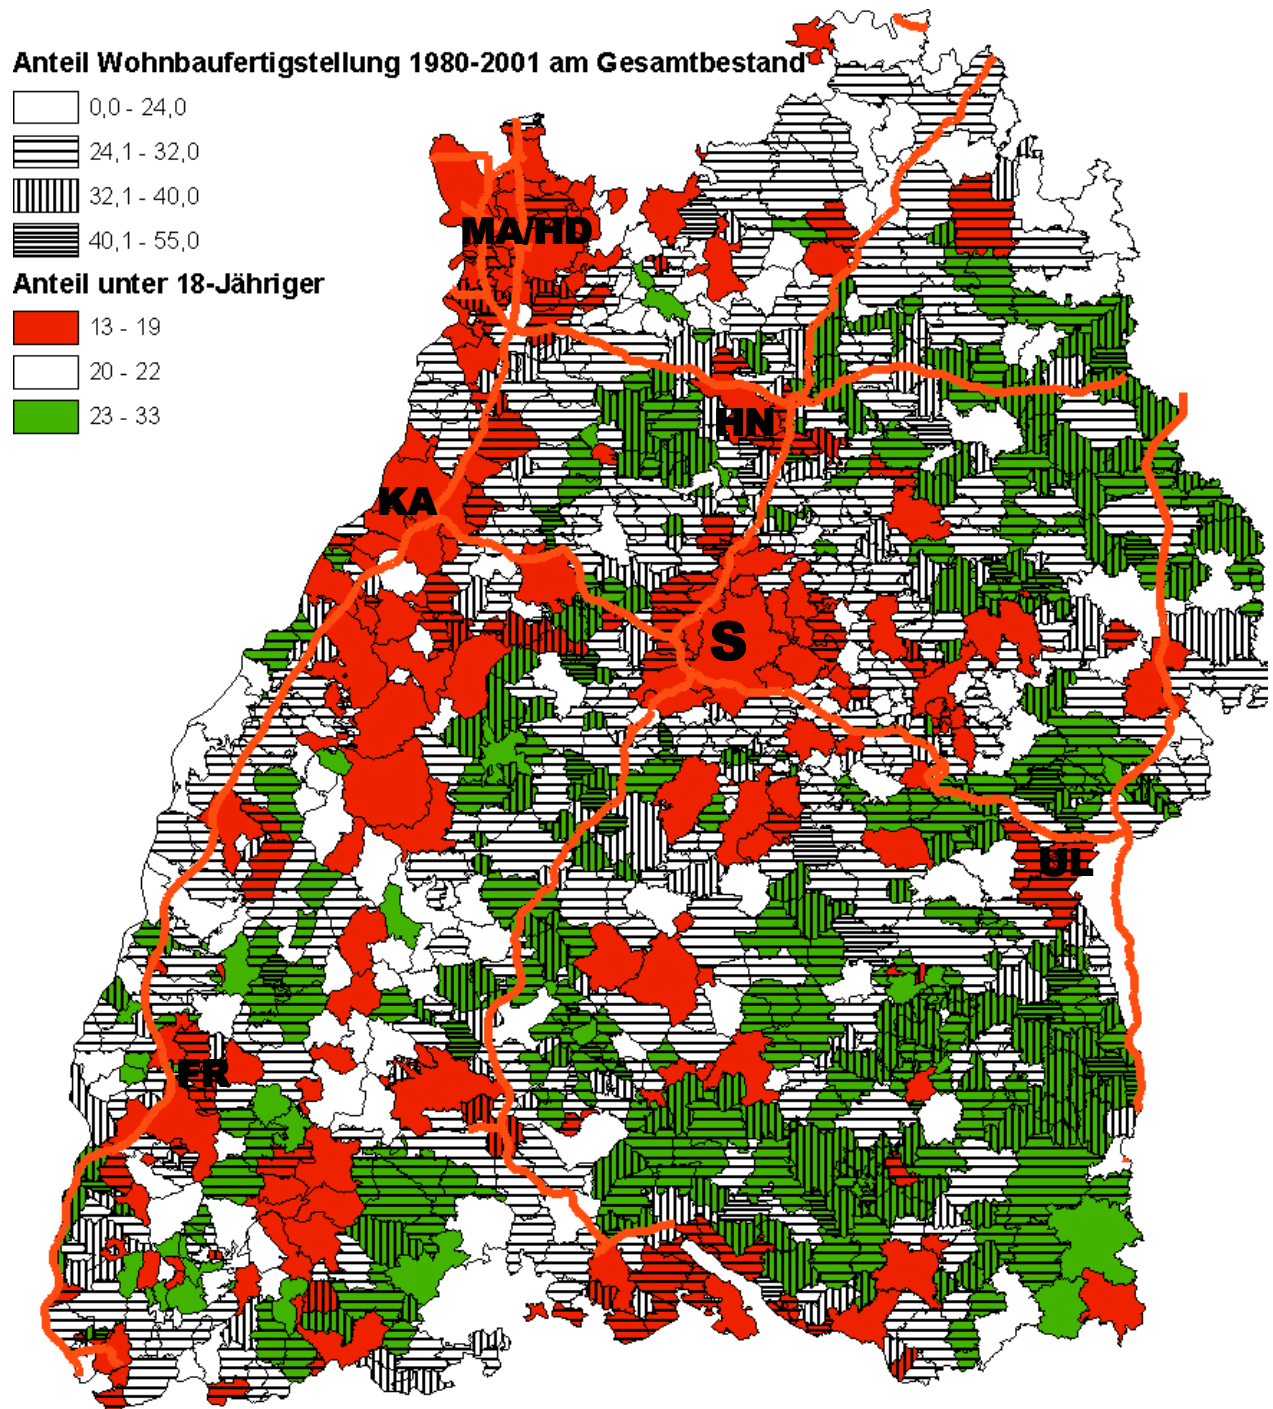 Anteil Wohnbaufertigstellung 1980-2001 am Gesamtbestand
0,0 - 24,0
24,1 - 32,0
32,1 - 40,0
40,1 - 55,0
Anteil unter 18-Jähriger
13 - 19
20 - 22
23 - 33
MA/HD
HN
KA
S
UL
FR